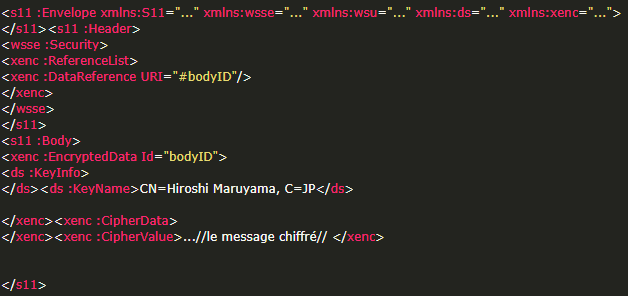 <s11 :Envelope xmlns:S11="..." xmlns:wsse="..." xmlns:wsu="..." xmlns:ds="..." xmlns:xenc="...">
</s11><s11 :Header>
<wsse :Security>
<xenc :ReferenceList>
<xenc :DataReference URI="#bodyID"/>
</xenc>
</wsse>
</s11>
<s11 :Body>
<xenc :EncryptedData Id="bodyID">
<ds :KeyInfo>
</ds><ds :KeyName>CN=Hiroshi Maruyama, C=JP</ds>
</xenc><xenc :CipherData>
</xenc><xenc :CipherValue>...//le message chiffré// </xenc>
</s11>